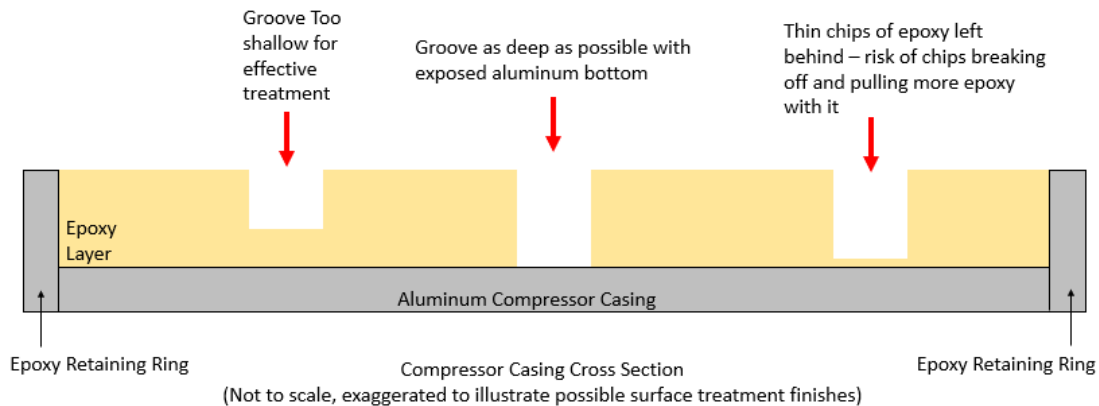 Groove Too
shallow for
effective
treatment
Groove as deep as possible with
exposed aluminum bottom
Thin chips of epoxy left
behind – risk of chips breaking
off and pulling more epoxy
with it
Epoxy
Layer
Aluminum Compressor Casing
Epoxy Retaining Ring
Epoxy Retaining Ring
Compressor Casing Cross Section
(Not to scale, exaggerated to illustrate possible surface treatment finishes)